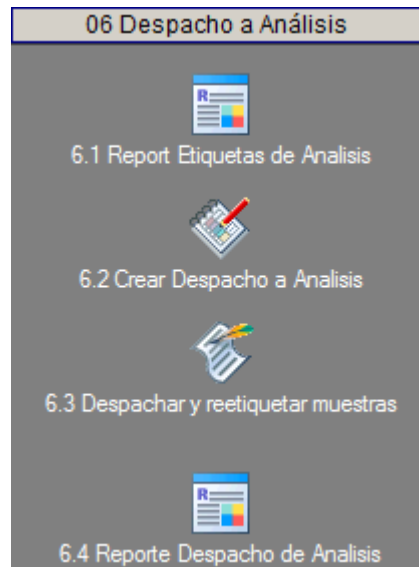 06 Despacho a Análisis
R
6.1 Report Etiquetas de Analisis
6.2 Crear Despacho a Analisis
6.3 Despachar y reetiquetar muestras
R
6.4 Reporte Despacho de Analisis